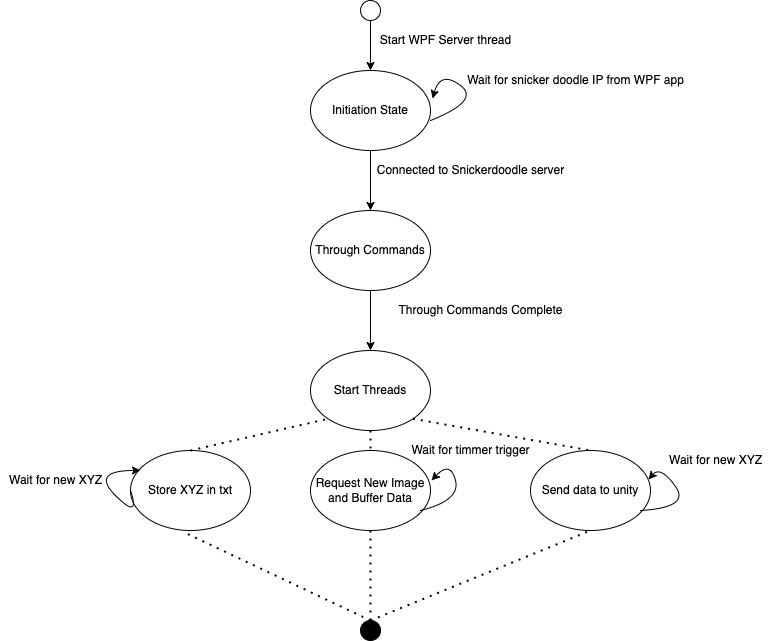 Start WPF Server thread
Wait for snicker doodle IP from WPF app
Initiation State
Connected to Snickerdoodle server
Through Commands
Through Commands Complete
Start Threads
Wait for new XYZ
Store XYZ in txt
Wait for timmer trigger
Request New Image
and Buffer Data
Wait for new XYZ
Send data to unity